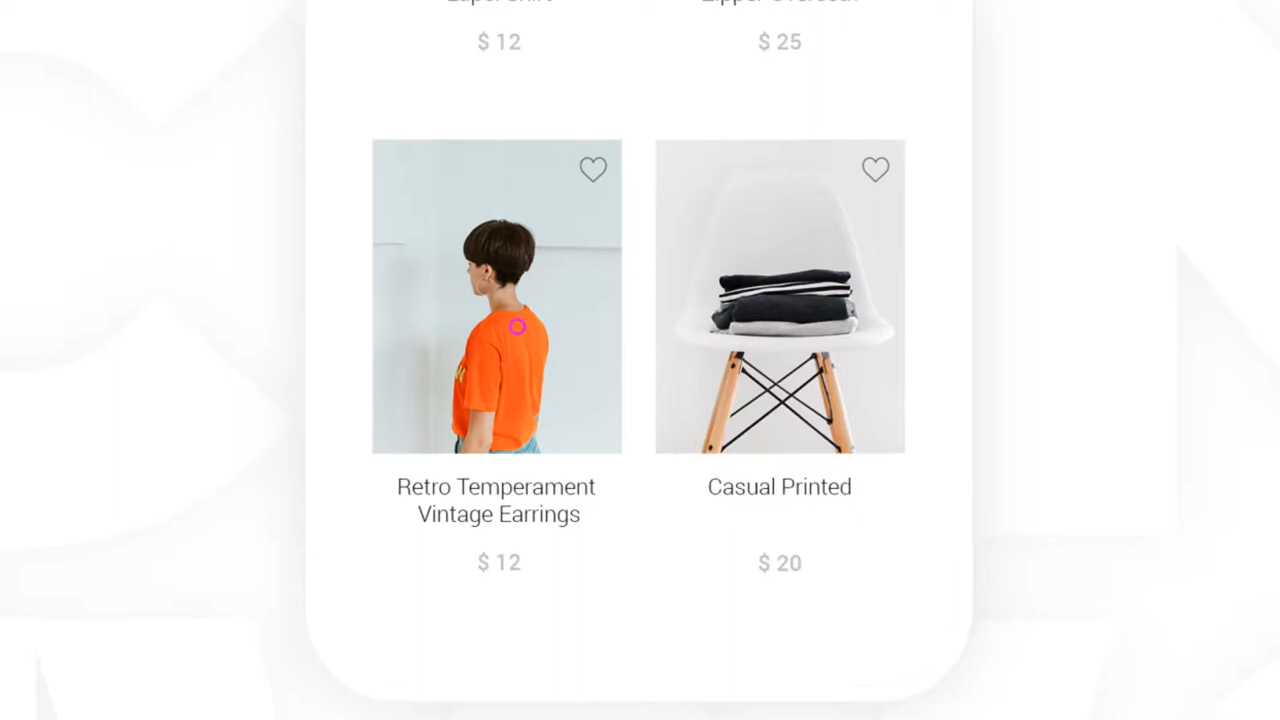 $ 12
$ 25
Retro Temperament
Vintage Earrings
Casual Printed
$ 12
$ 20